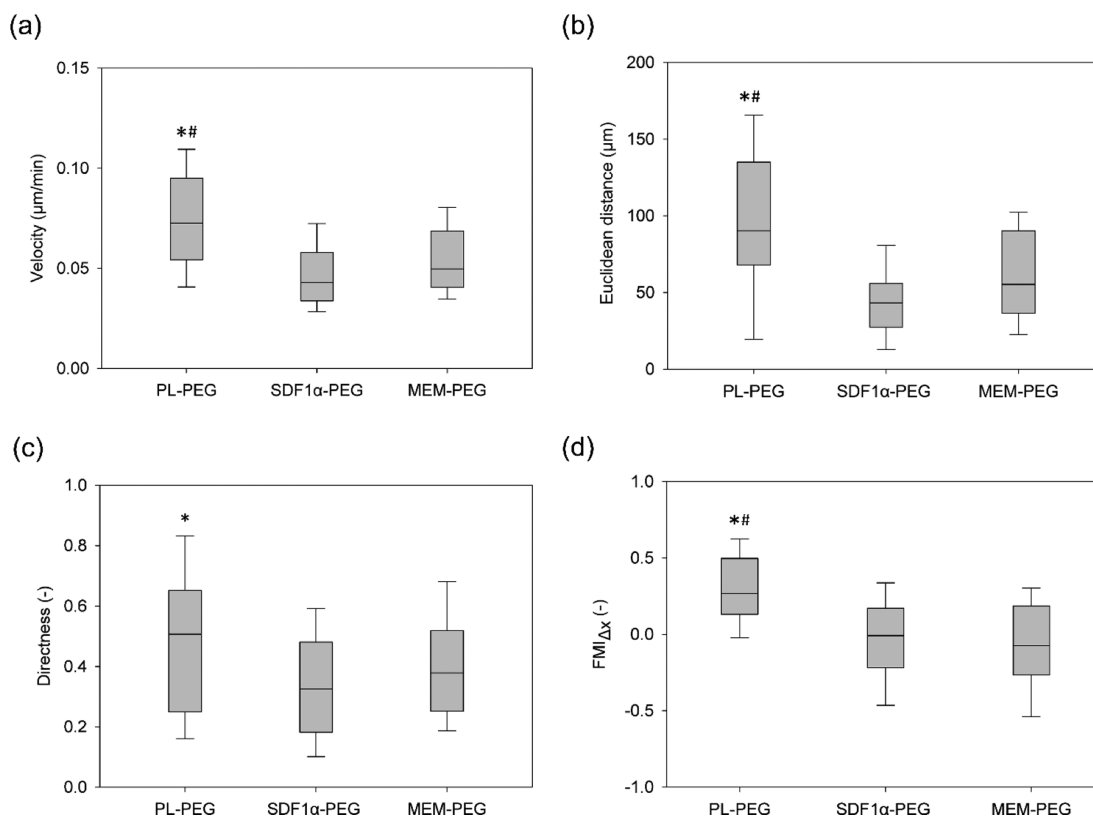 (a)
0.15
0.10
0.05
0.00
Velocity (µm/min)
*#
PL-PEG SDF1α-PEG MEM-PEG
(b)
200
150
100
50
0
Euclidean distance (µm)
*#
PL-PEG SDF1α-PEG MEM-PEG
(c)
1.0
0.8
0.6
0.4
0.2
0.0
Directness (-)
*
PL-PEG SDF1α-PEG MEM-PEG
(d)
1.0
0.5
0.0
-0.5
-1.0
FMIΔx (-)
*#
PL-PEG SDF1α-PEG MEM-PEG